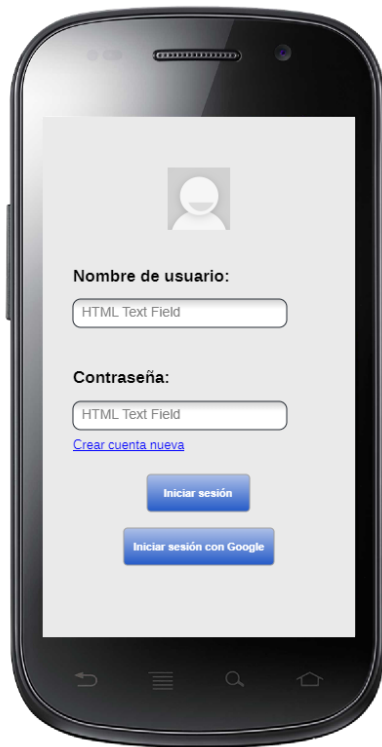 Nombre de usuario:
HTML Text Field
Contraseña:
HTML Text Field
Crear cuenta nueva
Iniciar sesión
Iniciar sesión con Google